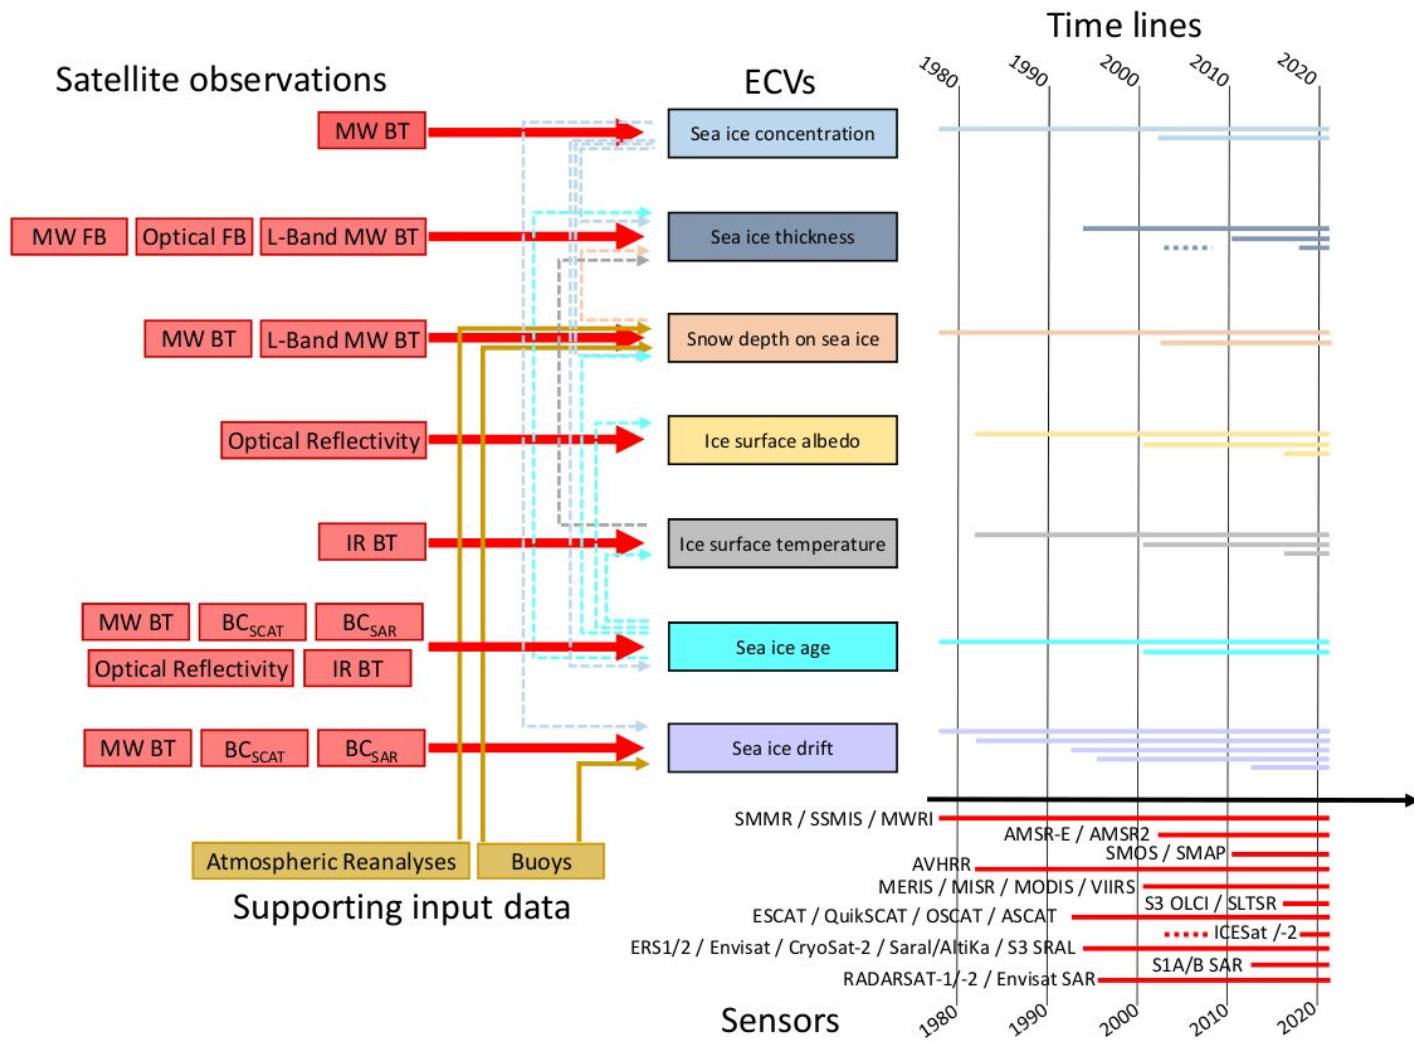 Time lines
Satellite observations
ECVs
1980 1990 2000 2010 2020
MW BT
Sea ice concentration
MW FB Optical FB L-Band MW BT
Sea ice thickness
MW BT L-Band MW BT
Snow depth on sea ice
Optical Reflectivity
Ice surface albedo
IR BT
Ice surface temperature
MW BT BCSCAT BCSAR
Optical Reflectivity IR BT
Sea ice age
MW BT BCSCAT BCSAR
Sea ice drift
Atmospheric Reanalyses Buoys
Supporting input data
SMMR / SSMIS / MWRI
AMSR-E / AMSR2
SMOS / SMAP
AVHRR
MERIS / MISR / MODIS / VIIRS
S3 OLCI / SLTSR
ESCAT / QuikSCAT / OSCAT / ASCAT
ICESat /-2
ERS1/2 / Envisat / CryoSat-2 / Saral/AltiKa / S3 SRAL
S1A/B SAR
RADARSAT-1/-2 / Envisat SAR
Sensors
1980 1990 2000 2010 2020